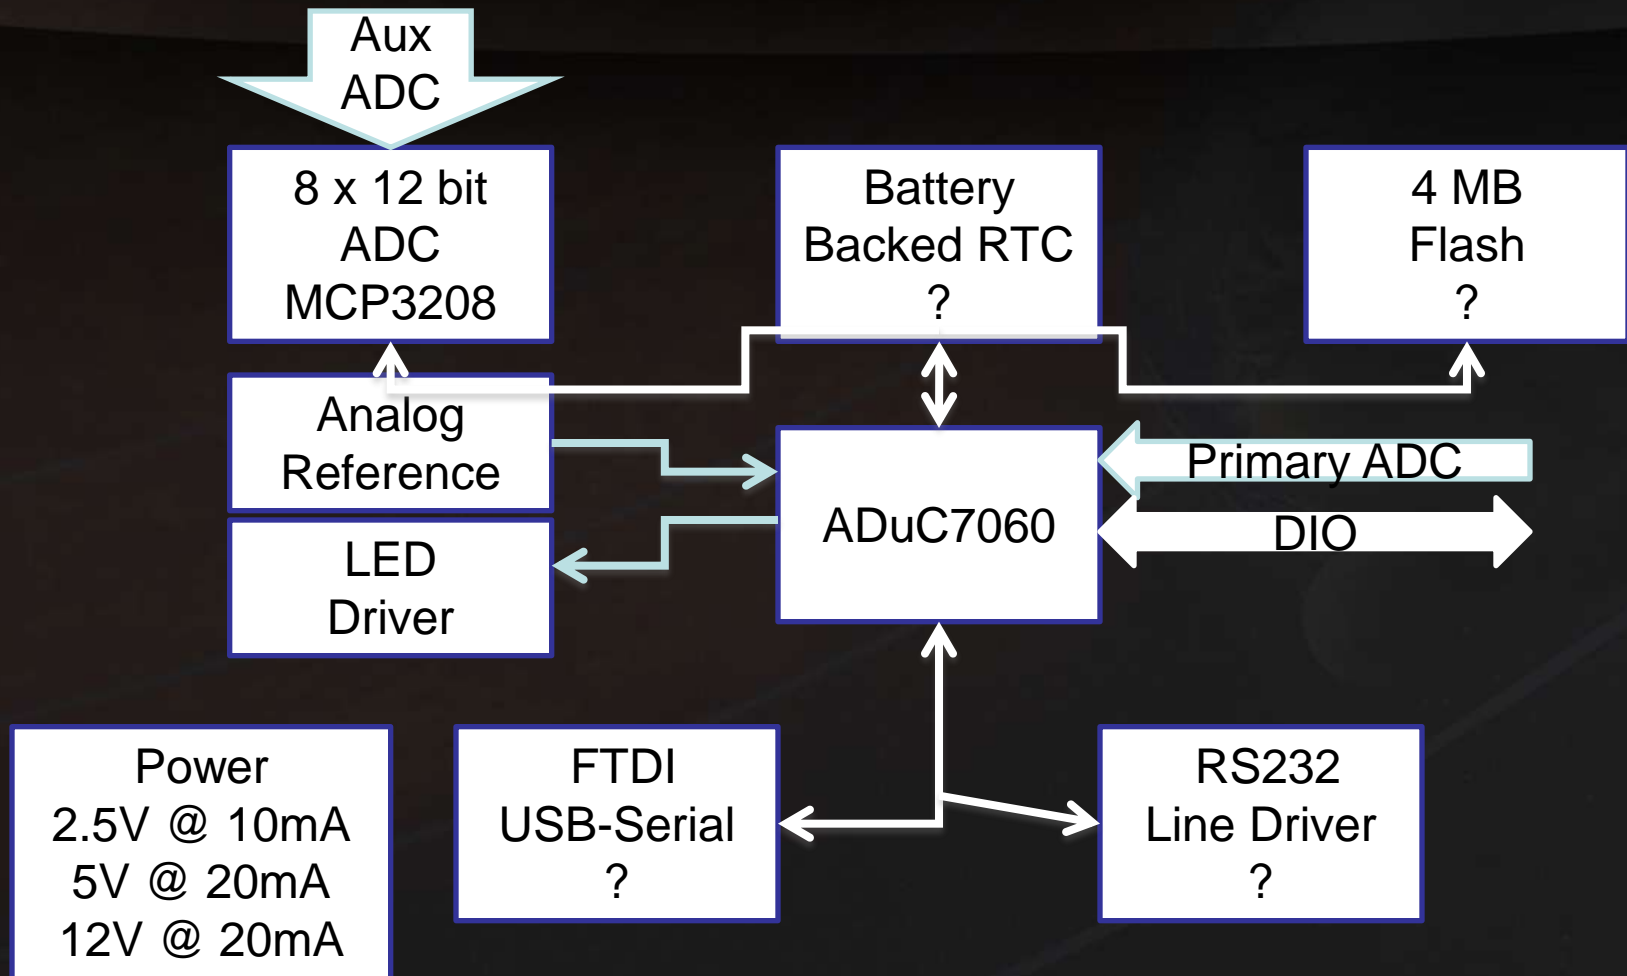 Aux
ADC
8 x 12 bit
ADC
MCP3208
Battery
Backed RTC
?
4 MB
Flash
?
Analog
Reference
LED
Driver
ADuC7060
Primary ADC
DIO
Power
2.5V @ 10mA
5V @ 20mA
12V @ 20mA
FTDI
USB-Serial
?
RS232
Line Driver
?